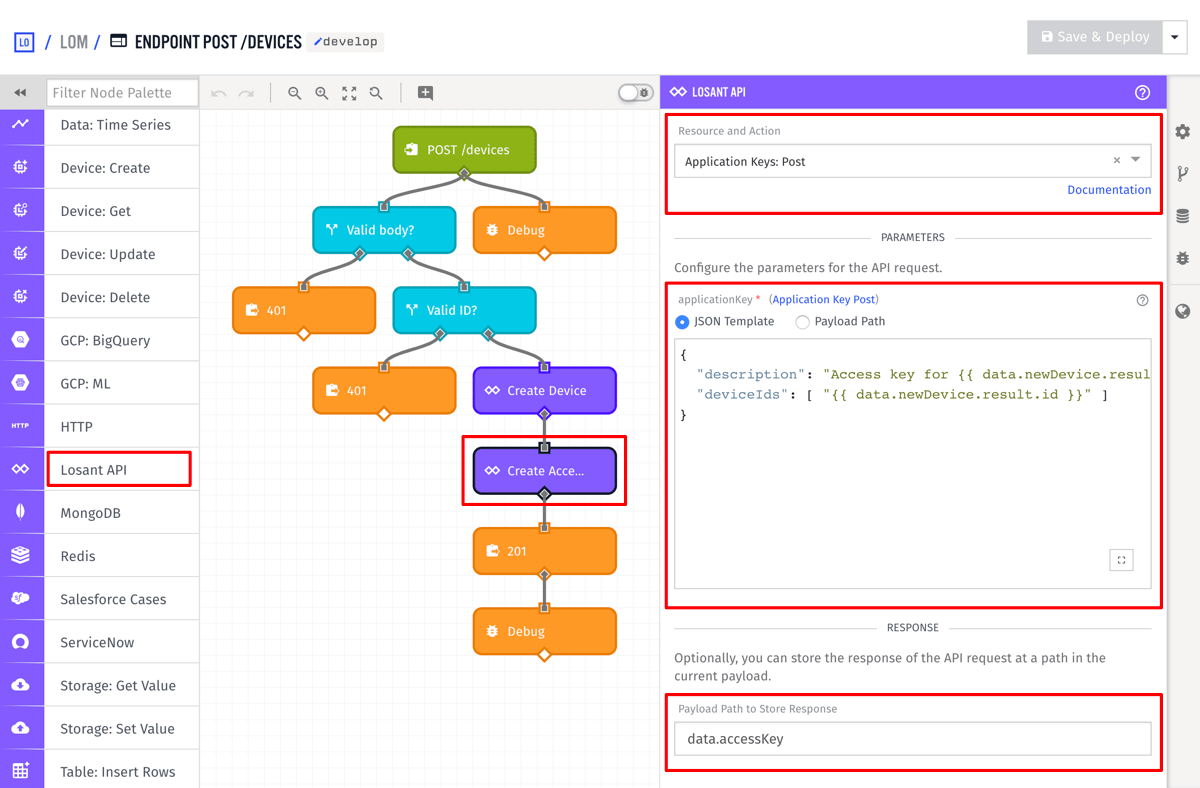 LO / LOM / ENDPOINT POST /DEVICES develop
Save & Deploy
Filter Node Palette
Data: Time Series
Device: Create
Device: Get
Device: Update
Device: Delete
GCP: BigQuery
GCP: ML
HTTP HTTP
Losant API
MongoDB
Redis
Salesforce Cases
ServiceNow
Storage: Get Value
Storage: Set Value
Table: Insert Rows
POST /devices
Valid body?
Debug
401
Valid ID?
401
Create Device
Create Acce...
201
Debug
LOSANT API
Resource and Action
Application Keys: Post
Documentation
PARAMETERS
Configure the parameters for the API request.
applicationKey * (Application Key Post)
JSON Template Payload Path
{
"description": "Access key for {{ data.newDevice.resul
"deviceIds": [ "{{ data.newDevice.result.id }}" ]
}
RESPONSE
Optionally, you can store the response of the API request at a path in the
current payload.
Payload Path to Store Response
data.accessKey